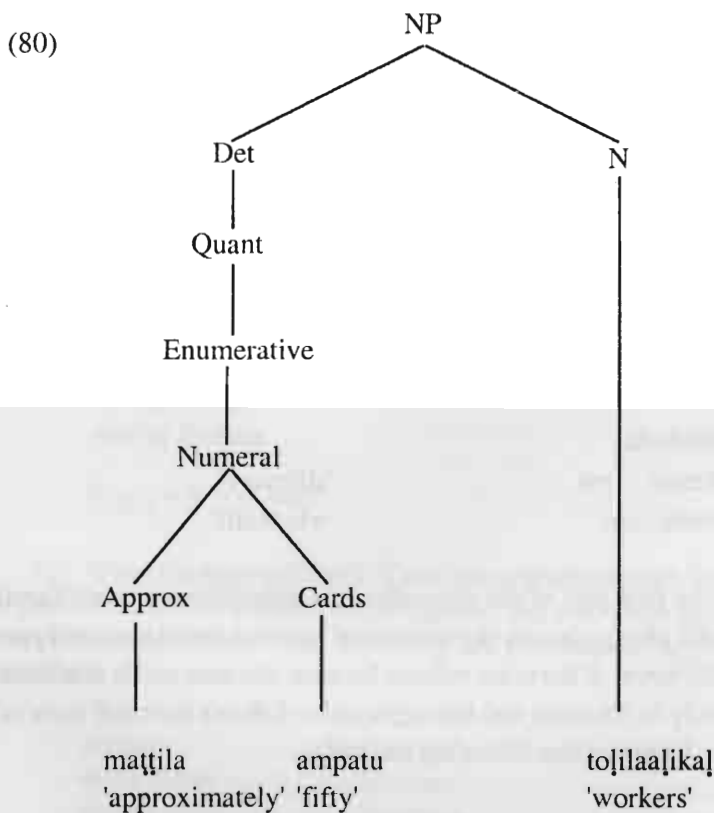 (80)
NP
Det N
Quant
Enumerative
Numeral
Approx Cards
maṭṭila ampatu toḷilaaḷikaḷ
'approximately' 'fifty' 'workers'